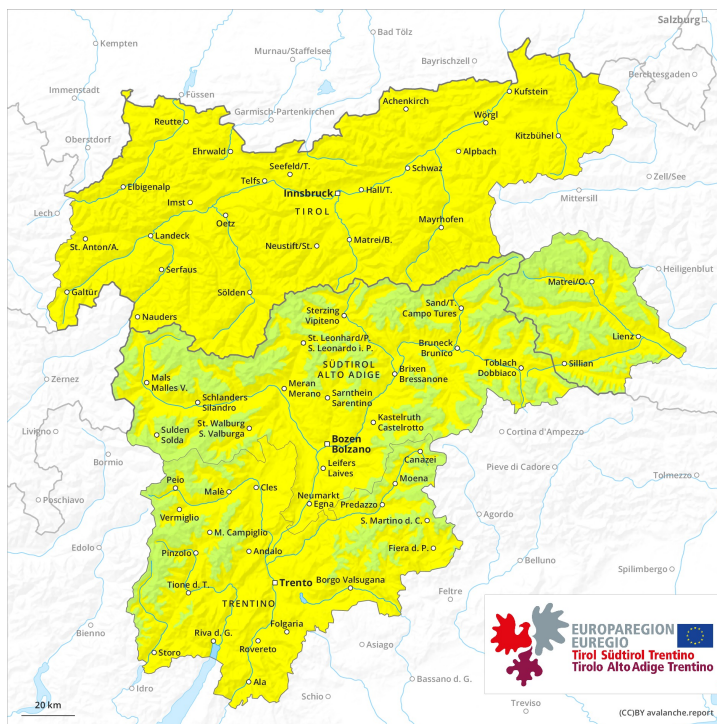 Salzburg
Kempten
Bad Tölz
Murnau/Staffelsee
Bayrischzell
Berchtesgaden
Immenstadt
Füssen
Garmisch-Partenkirchen
Achenkirch
Kufstein
Reutte
Wörgl
Oberstdorf
Ehrwald
Kitzbühel
Alpbach
Seefeld/T.
Schwaz
Zell/See
Telfs
Elbigenalp
Innsbruck
Hall/T.
Mittersill
Imst
TIROL
Lech
Oetz
Mayrhofen
St. Anton/A.
Landeck
Neustift/St.
Matrei/B.
Serfaus
Heiligenblut
Galtür
Sölden
Matrei/O.
Nauders
Sterzing
Vipiteno
Sand/T.
Campo Tures
St. Leonhard/P.
S. Leonardo i. P.
Lienz
Bruneck
Brunico
Zernez
SÜDTIROL
ALTO ADIGE
Toblach
Dobbiaco
Sillian
Mals
Malles V.
Meran
Merano
Brixen
Bressanone
Schlanders
Silandro
Sarnthein
Sarentino
St. Walburg
S. Valburga
Kastelruth
Castelrotto
Livigno
Sulden
Solda
Bozen
Bolzano
Cortina d'Ampezzo
Bormio
Canazei
Leifers
Laives
Pieve di Cadore
Tolmezzo
Peio
Malè
Cles
Moena
Poschiavo
Neumarkt
Egna
Predazzo
Vermiglio
Agordo
S. Martino d. C.
M. Campiglio
Edolo
Pinzolo
Andalo
Fiera d. P.
Belluno
Spilimbergo
Tione d. T.
Trento
Borgo Valsugana
Feltre
TRENTINO
Folgaria
Bienno
Riva d. G.
Rovereto
Asiago
Storo
Bassano d. G.
Idro
Ala
Schio
Treviso
EUROPAREGION
EUREGIO
Tirol Südtirol Trentino
Tirolo Alto Adige Trentino
20 km
(CC)BY avalanche.report